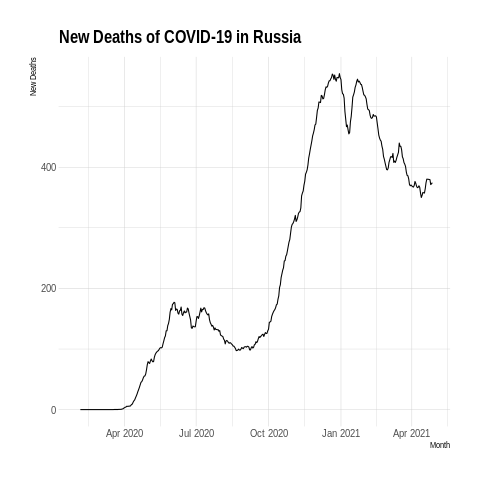 New Deaths of COVID-19 in Russia
New Deaths
400
200
0
Apr 2020 Jul 2020 Oct 2020 Jan 2021 Apr 2021
Month